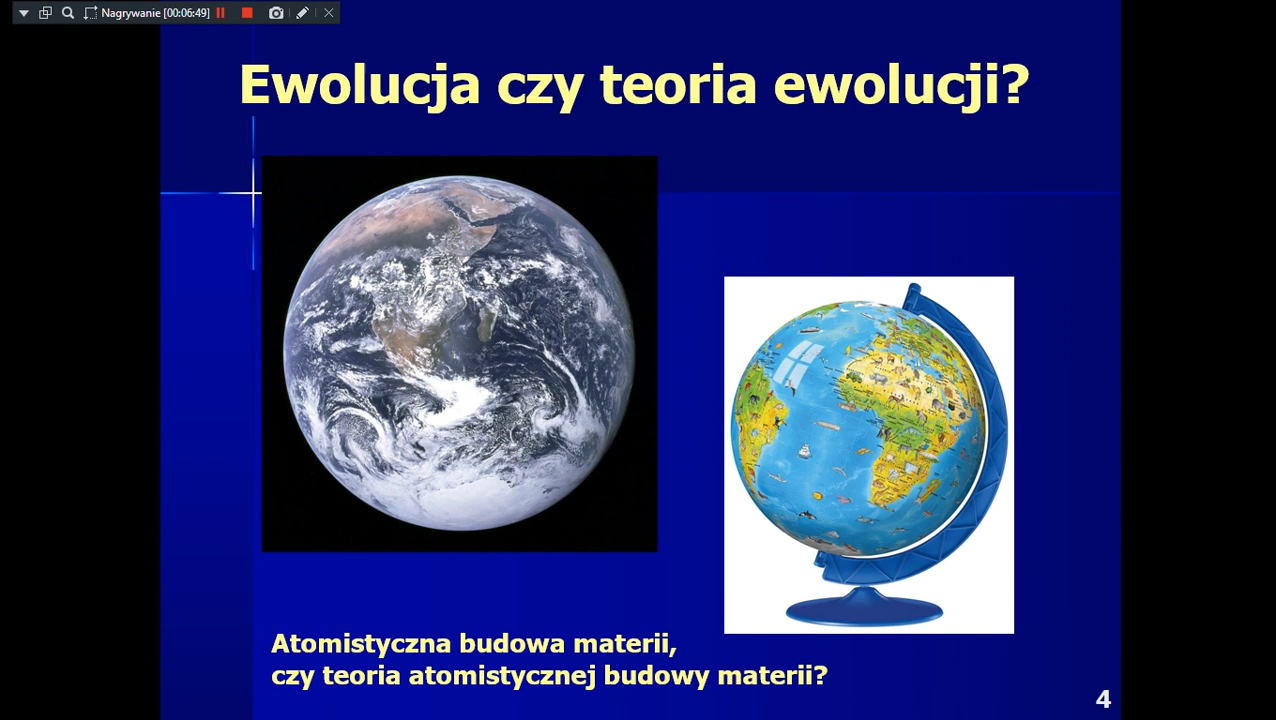 Nagrywanie [00:06:49]
Ewolucja czy teoria ewolucji?
Atomistyczna budowa materii,
czy teoria atomistycznej budowy materii?
4